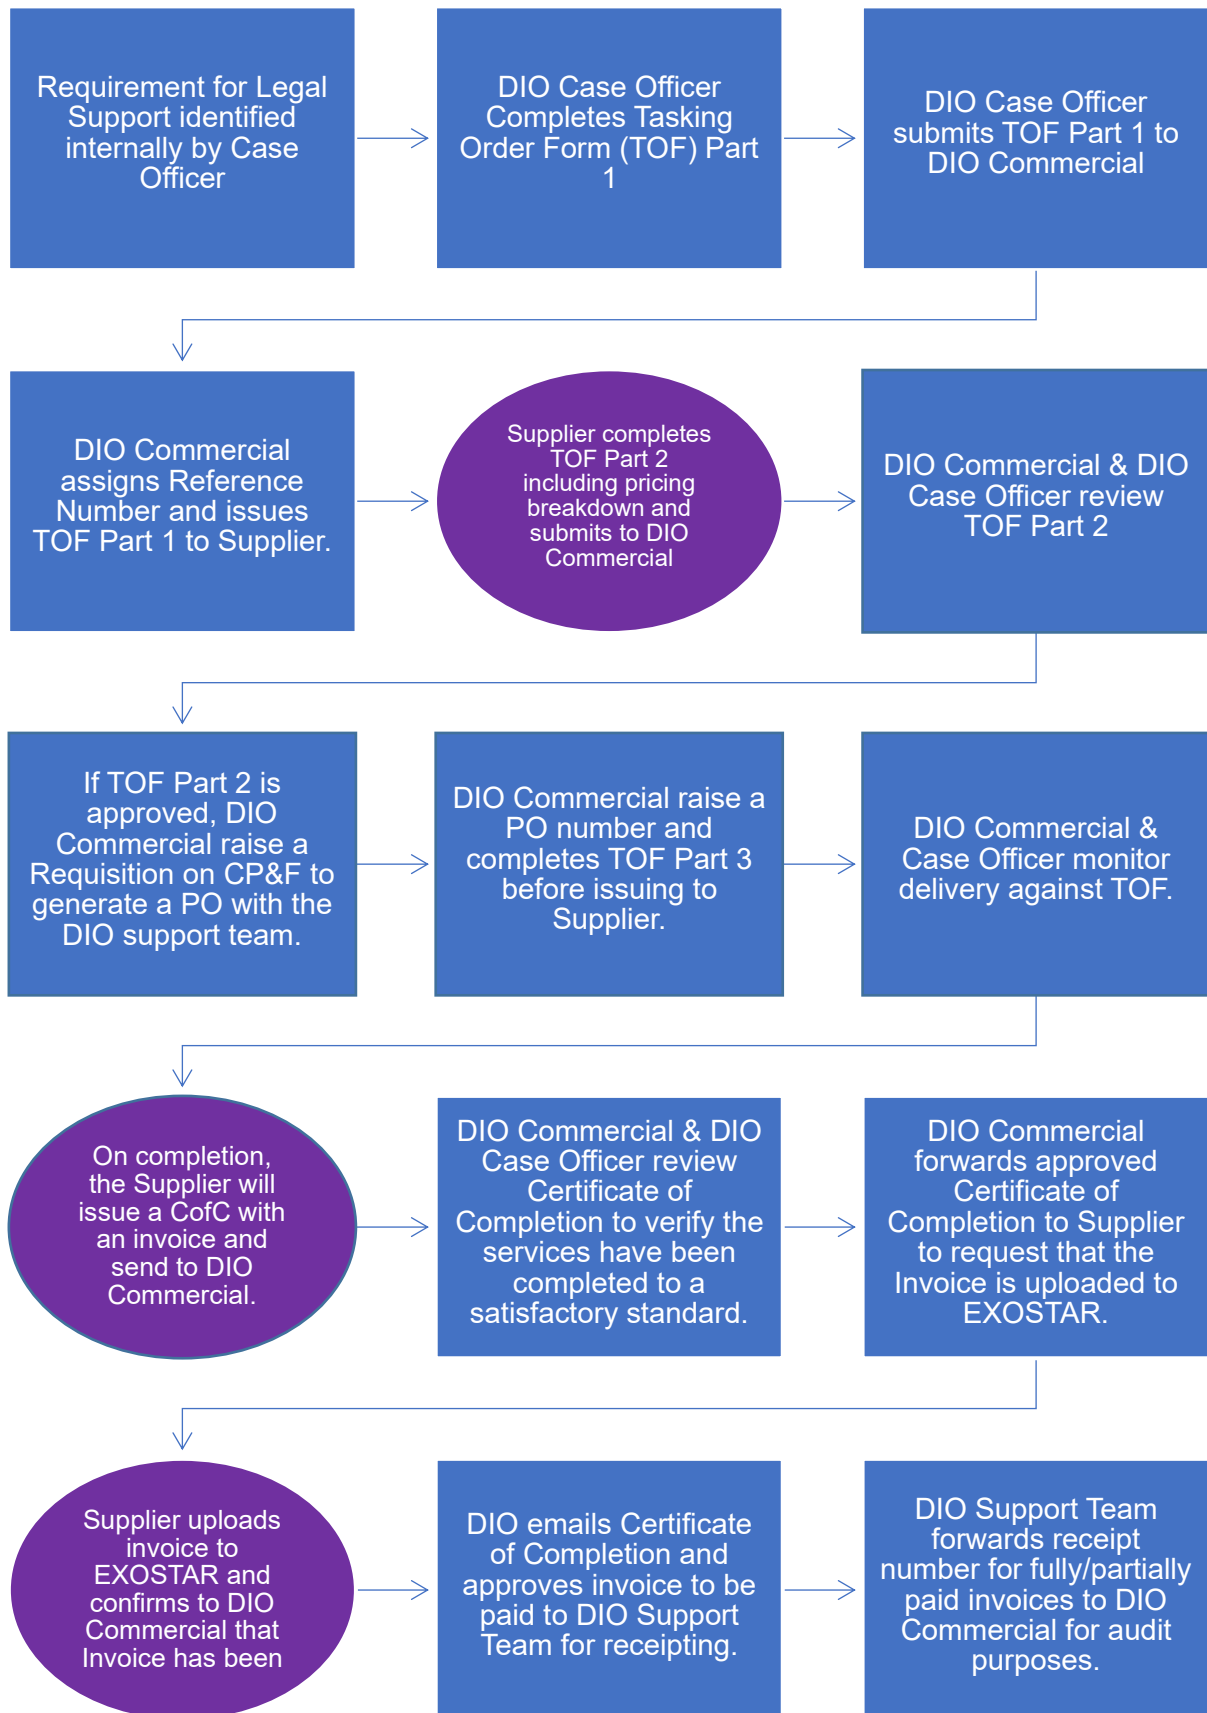 Requirement for Legal
Support identified
internally by Case
Officer
DIO Case Officer
Completes Tasking
Order Form (TOF) Part
1
DIO Case Officer
submits TOF Part 1 to
DIO Commercial
DIO Commercial
assigns Reference
Number and issues
TOF Part 1 to Supplier.
Supplier completes
TOF Part 2
including pricing
breakdown and
submits to DIO
Commercial
DIO Commercial & DIO
Case Officer review
TOF Part 2
If TOF Part 2 is
approved, DIO
Commercial raise a
Requisition on CP&F to
generate a PO with the
DIO support team.
DIO Commercial raise a
PO number and
completes TOF Part 3
before issuing to
Supplier.
DIO Commercial &
Case Officer monitor
delivery against TOF.
On completion,
the Supplier will
issue a CofC with
an invoice and
send to DIO
Commercial.
DIO Commercial & DIO
Case Officer review
Certificate of
Completion to verify the
services have been
completed to a
satisfactory standard.
DIO Commercial
forwards approved
Certificate of
Completion to Supplier
to request that the
Invoice is uploaded to
EXOSTAR.
Supplier uploads
invoice to
EXOSTAR and
confirms to DIO
Commercial that
Invoice has been
DIO emails Certificate
of Completion and
approves invoice to be
paid to DIO Support
Team for receipting.
DIO Support Team
forwards receipt
number for fully/partially
paid invoices to DIO
Commercial for audit
purposes.